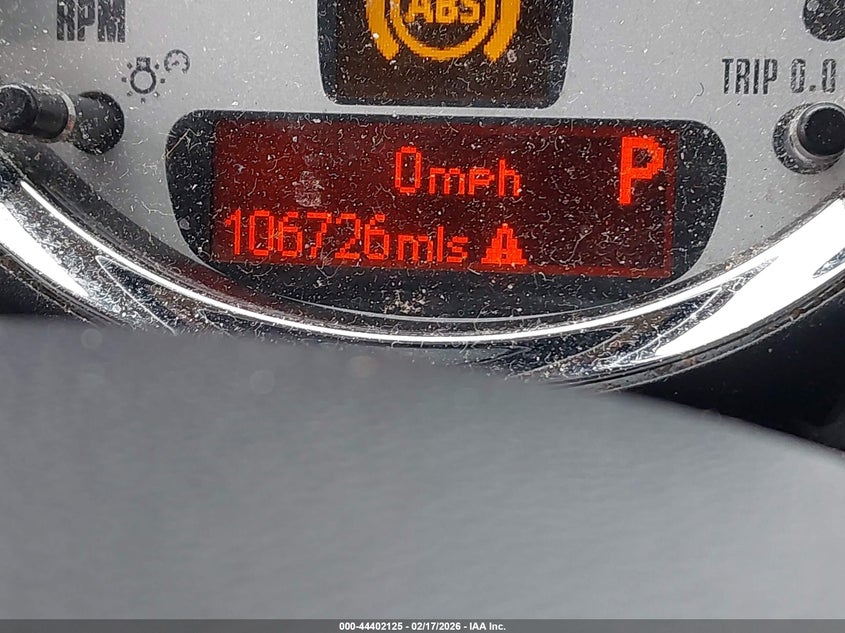 RPM
ABS
TRIP 0.0
0mph
P
106726mls
000-44402125 - 02/17/2026 - IAA Inc.